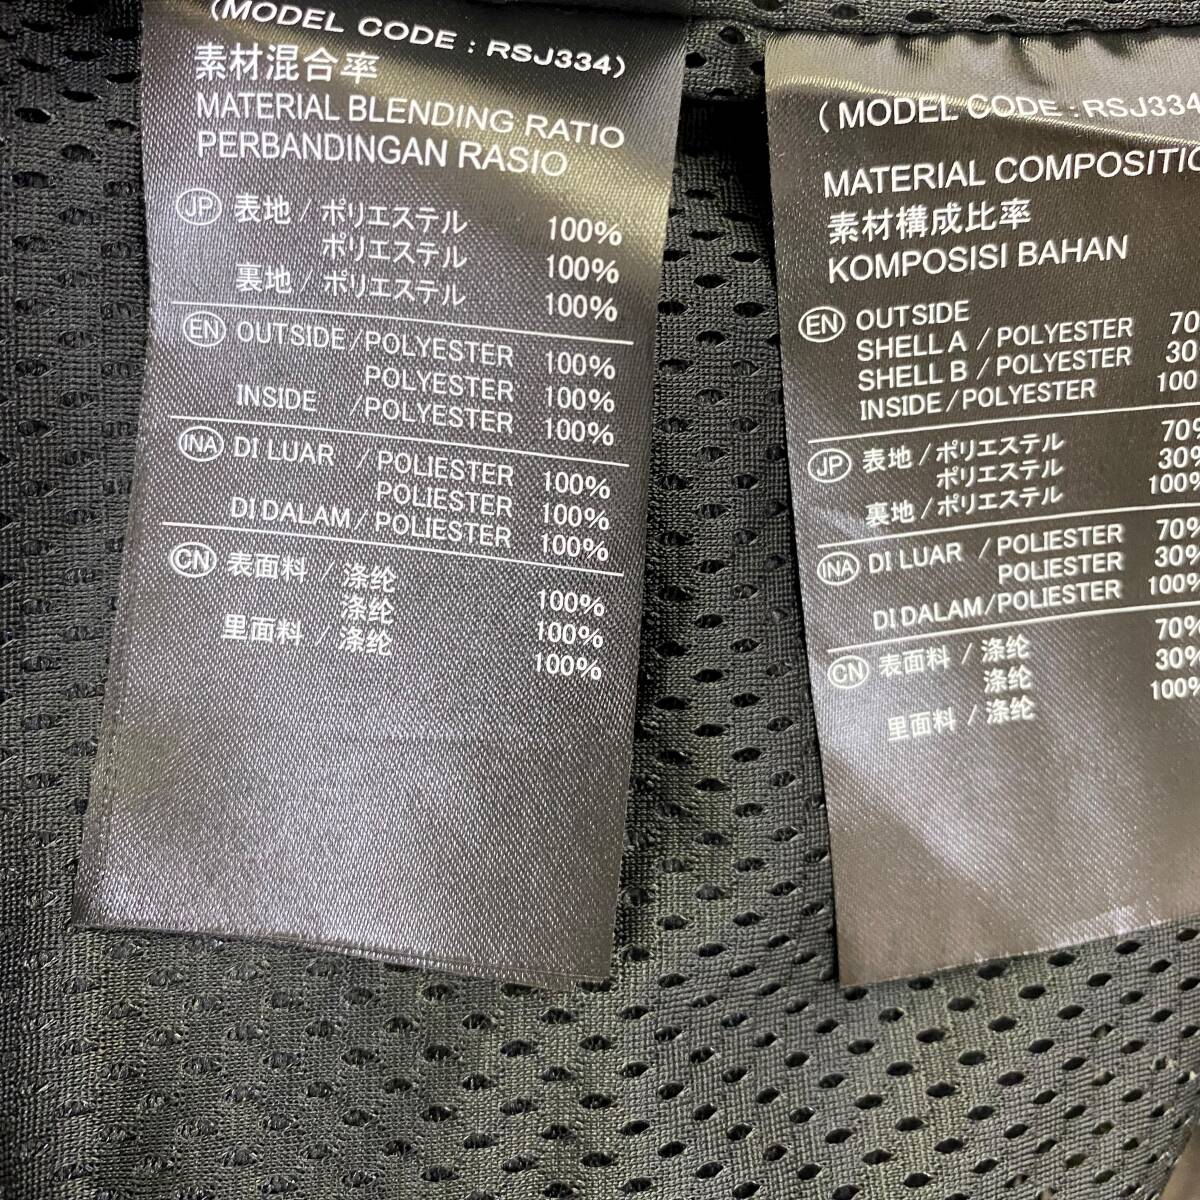 (MODEL CODE : RSJ334)
素材混合率
MATERIAL BLENDING RATIO
PERBANDINGAN RASIO
JP 表地 / ポリエステル 100%
ポリエステル 100%
裏地 / ポリエステル 100%
EN OUTSIDE/POLYESTER 100%
POLYESTER 100%
INSIDE /POLYESTER 100%
INA DI LUAR / POLIESTER 100%
POLIESTER 100%
DI DALAM/POLIESTER 100%
CN 表面料 / 涤纶 100%
涤纶 100%
里面料 / 涤纶 100%
(MODEL CODE : RSJ334
MATERIAL COMPOSITIO
素材構成比率
KOMPOSISI BAHAN
EN OUTSIDE
SHELL A / POLYESTER 70
SHELL B / POLYESTER 30
INSIDE/POLYESTER 100
JP 表地 / ポリエステル 70%
ポリエステル 30%
裏地 / ポリエステル 100%
INA DI LUAR / POLIESTER 70%
POLIESTER 30%
DI DALAM/POLIESTER 100%
CN 表面料 / 涤纶 70%
涤纶 30%
里面料 / 涤纶 100%